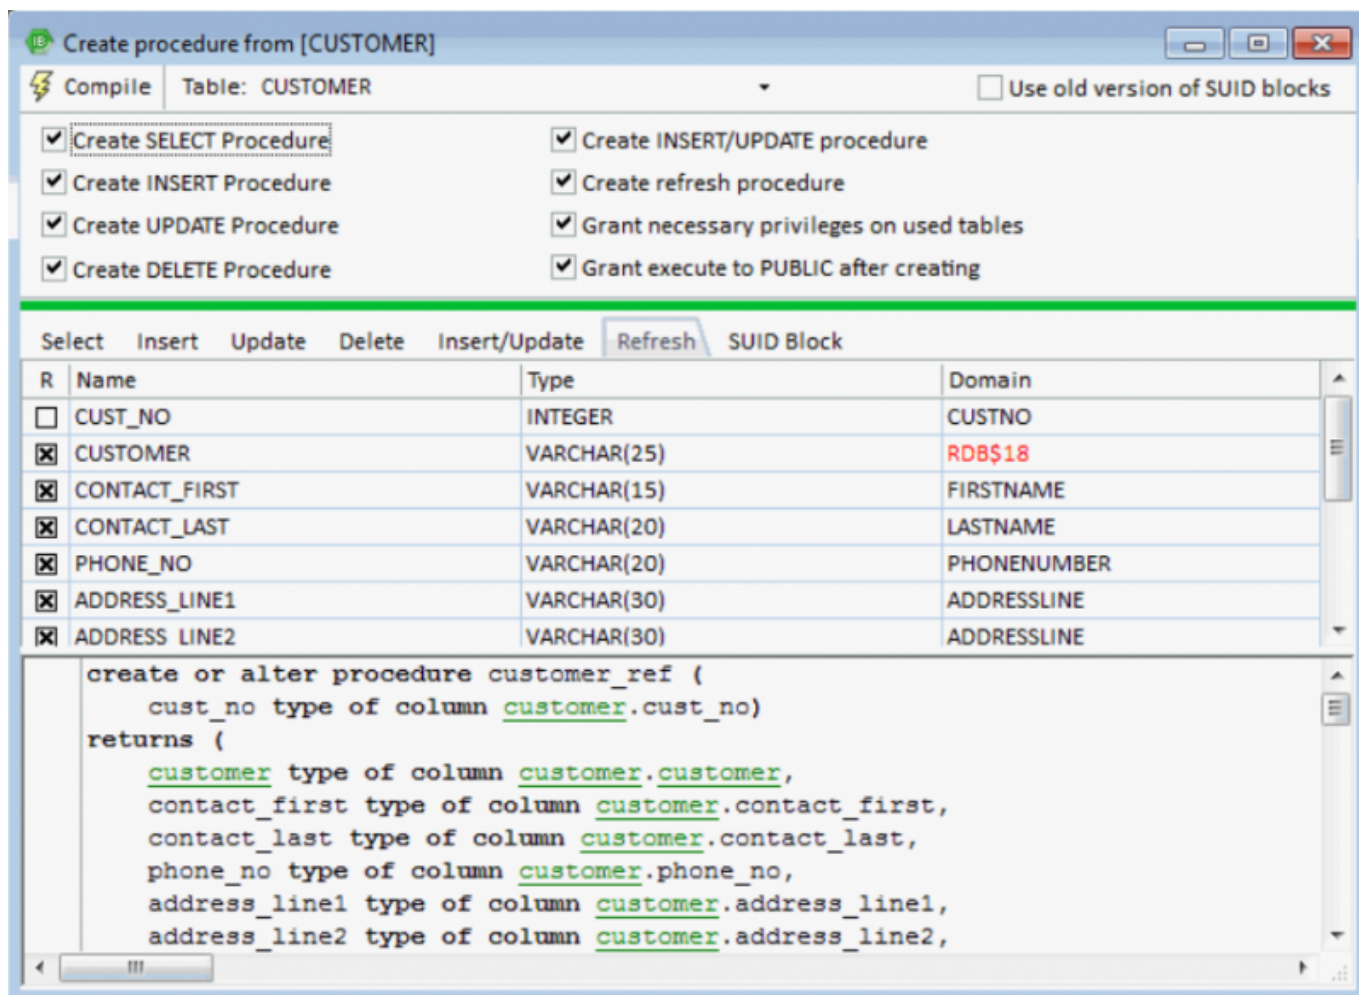 Create procedure from [CUSTOMER]
Compile Table: CUSTOMER Use old version of SUID blocks
Create SELECT Procedure Create INSERT/UPDATE procedure
Create INSERT Procedure Create refresh procedure
Create UPDATE Procedure Grant necessary privileges on used tables
Create DELETE Procedure Grant execute to PUBLIC after creating
Select Insert Update Delete Insert/Update Refresh SUID Block
R Name Type Domain
CUST_NO INTEGER CUSTNO
CUSTOMER VARCHAR(25) RDB$18
CONTACT_FIRST VARCHAR(15) FIRSTNAME
CONTACT_LAST VARCHAR(20) LASTNAME
PHONE_NO VARCHAR(20) PHONENUMBER
ADDRESS_LINE1 VARCHAR(30) ADDRESSLINE
ADDRESS_LINE2 VARCHAR(30) ADDRESSLINE
create or alter procedure customer_ref (
cust_no type of column customer.cust_no)
returns (
customer type of column customer.customer,
contact_first type of column customer.contact_first,
contact_last type of column customer.contact_last,
phone_no type of column customer.phone_no,
address_line1 type of column customer.address_line1,
address_line2 type of column customer.address_line2,